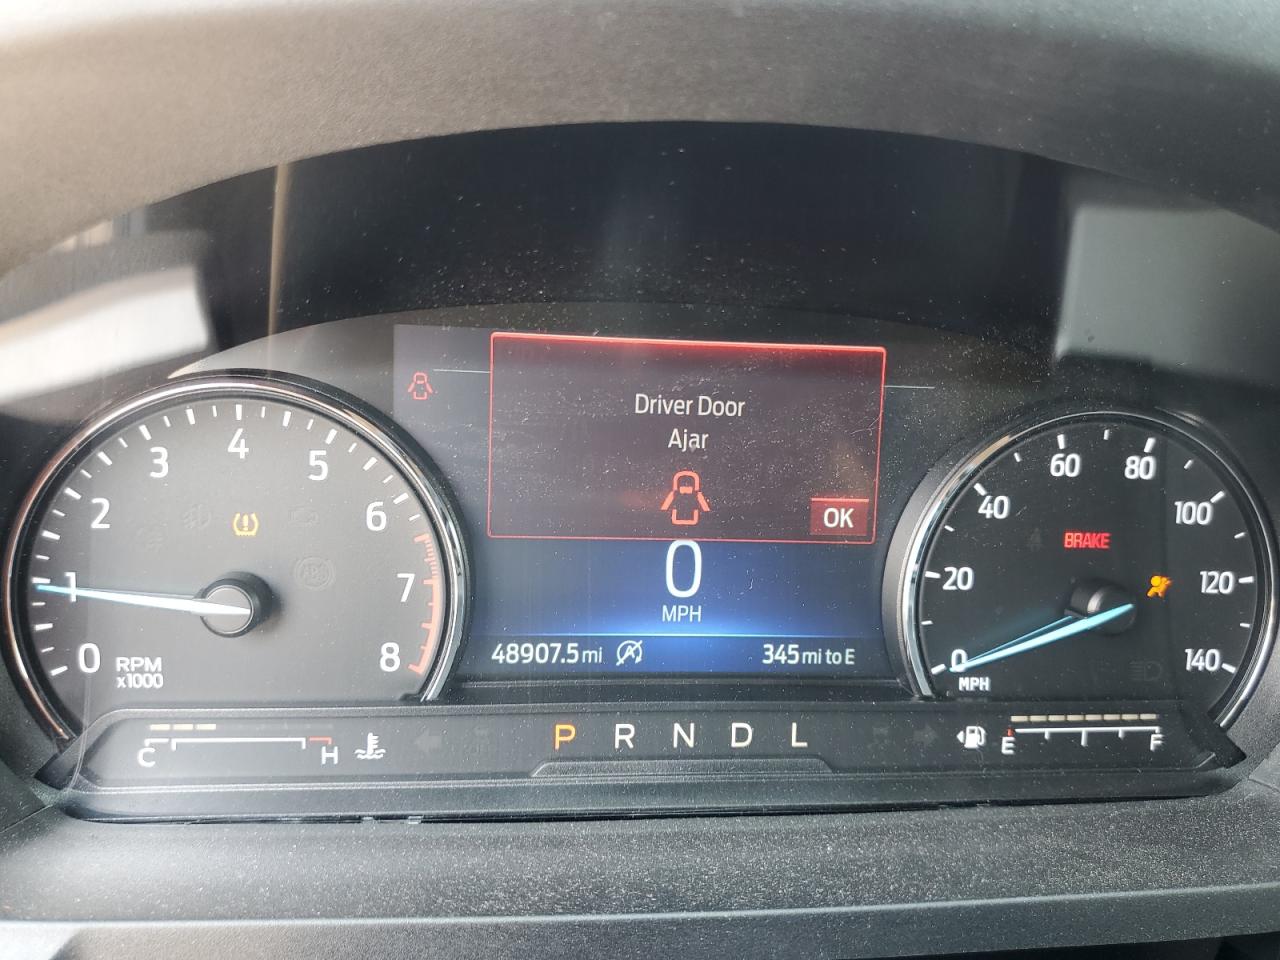 Driver Door
Ajar
OK
0
MPH
48907.5 mi
345 mi to E
0 1 2 3 4 5 6 7 8
RPM
x1000
0 20 40 60 80 100 120 140
BRAKE
MPH
C H
P R N D L
E F